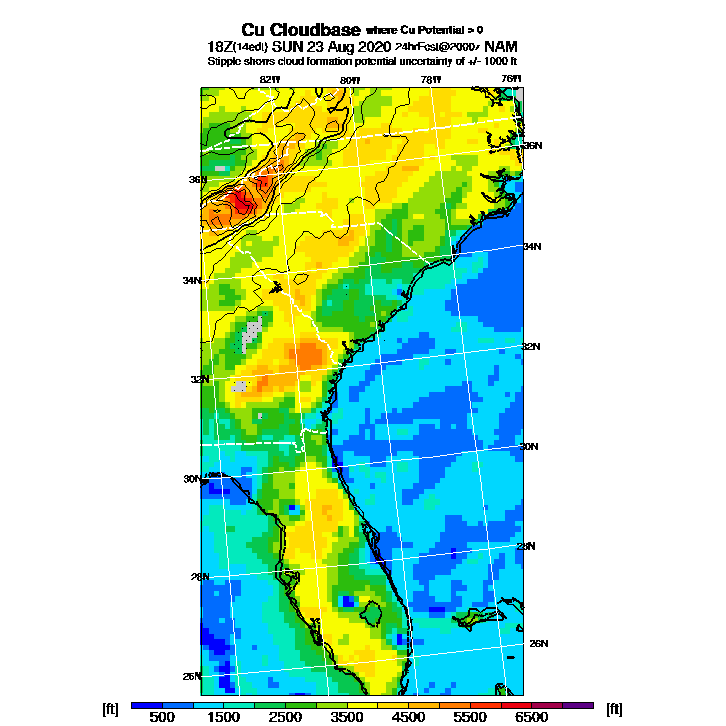 Cu Cloudbase where Cu Potential > 0
18Z(14edt) SUN 23 Aug 2020 24hrFcst@2000z NAM
Stipple shows cloud formation potential uncertainty of +/- 1000 ft
82W 80W 78W 76W
36N
36N
34N
34N
32N
32N
30N
30N
28N
28N
26N
26N
[ft] 500 1500 2500 3500 4500 5500 6500 [ft]